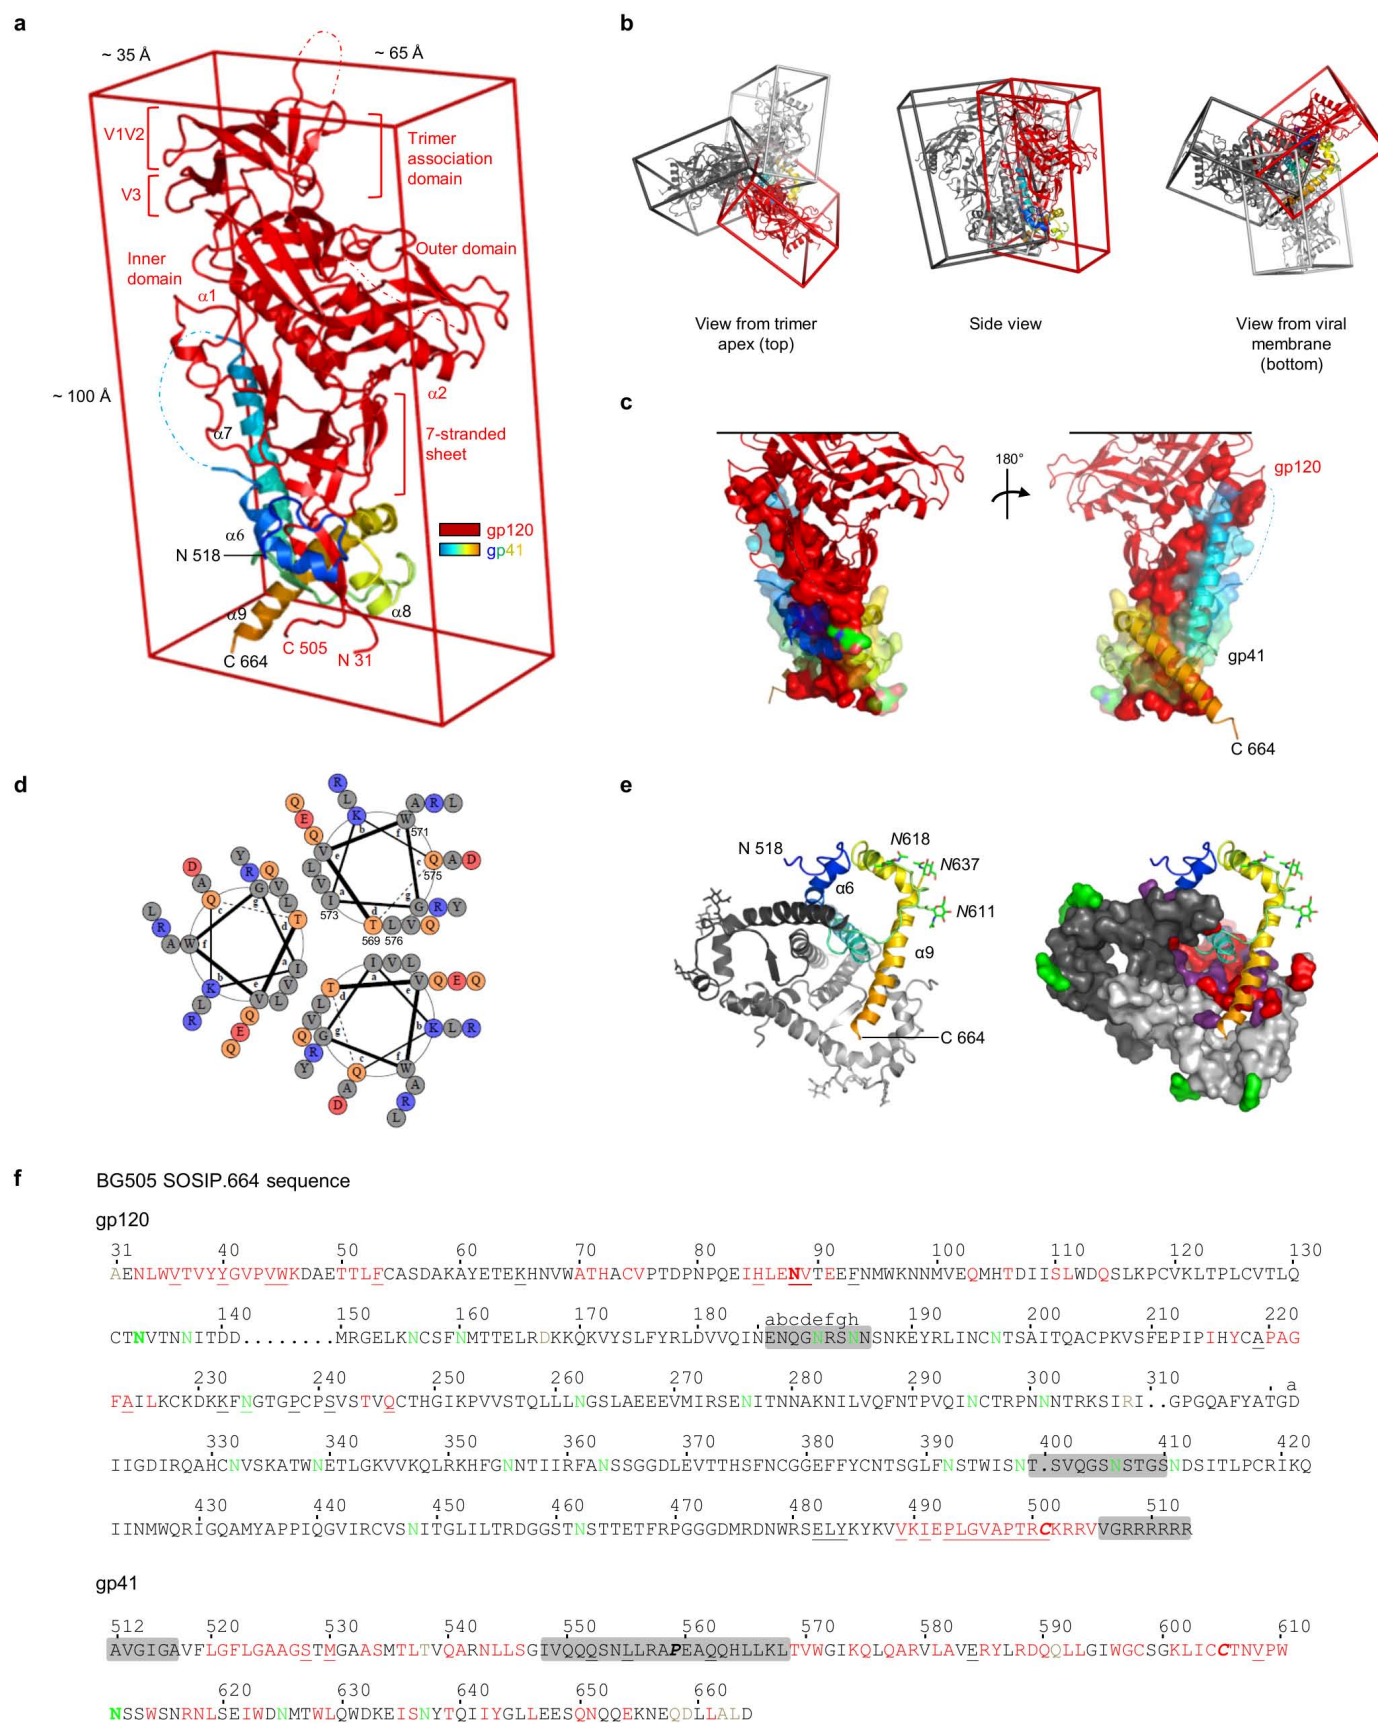 a
~ 35 Å
~ 65 Å
V1V2
V3
Trimer
association
domain
Inner
domain
Outer domain
α1
~ 100 Å
α2
α7
7-stranded
sheet
gp120
gp41
α6
N 518
α9
α8
C 505
N 31
C 664
b
View from trimer
apex (top)
Side view
View from viral
membrane
(bottom)
c
180°
gp120
gp41
C 664
d
571
575
573
569 576
e
N 518
α6
N618
N637
N611
α9
C 664
f
BG505 SOSIP.664 sequence
gp120
31 40 50 60 70 80 90 100 110 120 130
AENLWVTVYYGVPVWKDAETTLFCASDAKAYETEKHNVWATHACVPTDPNPQEIHLENVTEEFNMWKNNMVEQMHTDIISLWDQSLKPCVKLTPLCVTLQ
140 150 160 170 180 abcdefgh 190 200 210 220
CTNVTNNITDD........MRGELKNCSFNMTTELRDKKQKVYSLFYRLDVVQINENQGNRSNNSNKEYRLINCNTSAITQACPKVSFEPIPIHYCAPAG
230 240 250 260 270 280 290 300 310 a
FAILKCKDKKFNGTGPCPSVSTVQCTHGIKPVVSTQLLLNGSLAEEEVMIRSENITNNAKNILVQFNTPVQINCTRPNNNTRKSIRI..GPGQAFYATGD
330 340 350 360 370 380 390 400 410 420
IIGDIRQAHCNVSKATWNETLGKVVKQLRKHFGNNTIIRFANSSGGDLEVTTHSFNCGGEFFYCNTSGLFNSTWISNT.SVQGSNSTGSNDSITLPCRIKQ
430 440 450 460 470 480 490 500 510
IINMWQRIGQAMYAPPIQGVIRCVSNITGLILTRDGGSTNSTTETFRPGGGDMRDNWRSELYKYKVVKIEPLGVAPTRCKRRVVGRRRRRR
gp41
512 520 530 540 550 560 570 580 590 600 610
AVGIGAVFLGFLGAAGSTMGAASMTLTVQARNLLSGIVQQQSNLLRAPEAQQHLLKLTVWGIKQLQARVLAVERYLRDQQLLGIWGCSGKLICCTNVPW
620 630 640 650 660
NSSWSNRNLSEIWDNMTWLQWDKEISNYTQIIYGLLEESQNQQEKNEQDLLALD